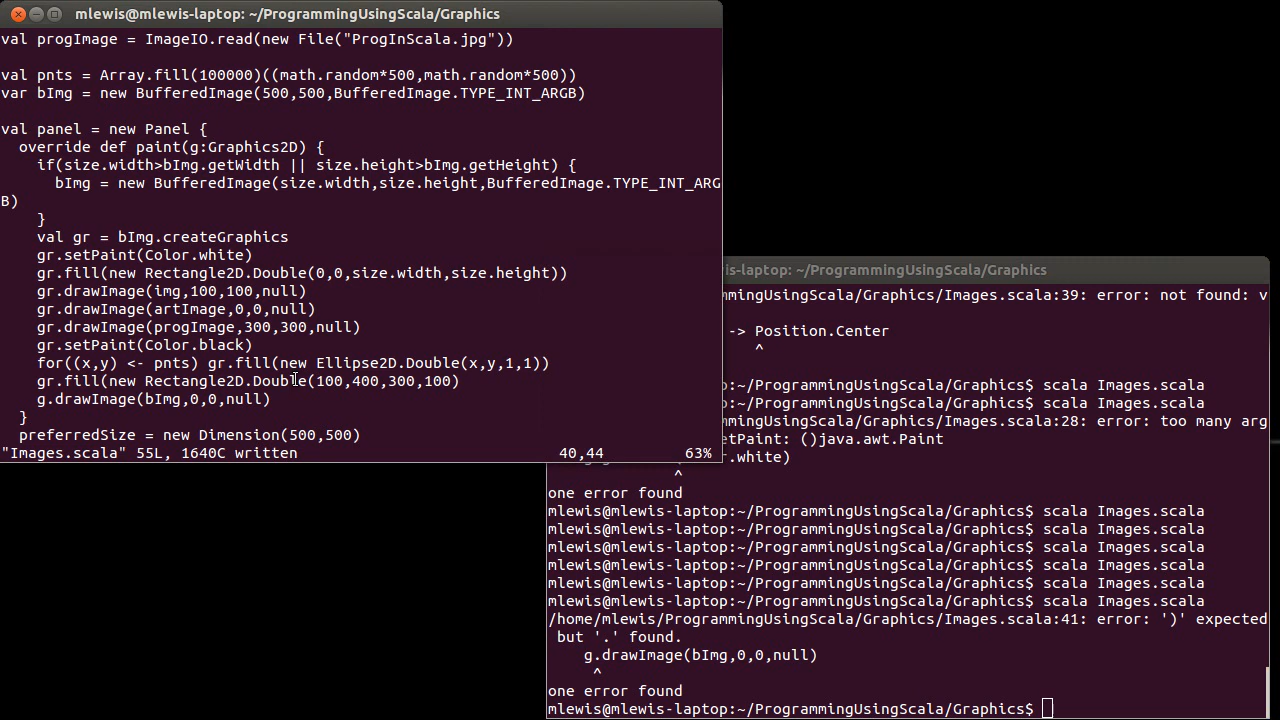 mlewis@mlewis-laptop: ~/ProgrammingUsingScala/Graphics
val progImage = ImageIO.read(new File("ProgInScala.jpg"))
val pnts = Array.fill(100000)((math.random*500,math.random*500))
var bImg = new BufferedImage(500,500,BufferedImage.TYPE_INT_ARGB)
val panel = new Panel {
  override def paint(g:Graphics2D) {
    if(size.width>bImg.getWidth || size.height>bImg.getHeight) {
      bImg = new BufferedImage(size.width,size.height,BufferedImage.TYPE_INT_ARG
B)
    }
    val gr = bImg.createGraphics
    gr.setPaint(Color.white)
    gr.fill(new Rectangle2D.Double(0,0,size.width,size.height))
    gr.drawImage(img,100,100,null)
    gr.drawImage(artImage,0,0,null)
    gr.drawImage(progImage,300,300,null)
    gr.setPaint(Color.black)
    for((x,y) <- pnts) gr.fill(new Ellipse2D.Double(x,y,1,1))
    gr.fill(new Rectangle2D.Double(100,400,300,100)
    g.drawImage(bImg,0,0,null)
  }
  preferredSize = new Dimension(500,500)
"Images.scala" 55L, 1640C written 40,44 63%
is-laptop: ~/ProgrammingUsingScala/Graphics
mingUsingScala/Graphics/Images.scala:39: error: not found: v
-> Position.Center
^
mingUsingScala/Graphics$ scala Images.scala
mingUsingScala/Graphics$ scala Images.scala
mingUsingScala/Graphics/Images.scala:28: error: too many arg
etPaint: ()java.awt.Paint
r.white)
^
one error found
mlewis@mlewis-laptop:~/ProgrammingUsingScala/Graphics$ scala Images.scala
mlewis@mlewis-laptop:~/ProgrammingUsingScala/Graphics$ scala Images.scala
mlewis@mlewis-laptop:~/ProgrammingUsingScala/Graphics$ scala Images.scala
mlewis@mlewis-laptop:~/ProgrammingUsingScala/Graphics$ scala Images.scala
mlewis@mlewis-laptop:~/ProgrammingUsingScala/Graphics$ scala Images.scala
mlewis@mlewis-laptop:~/ProgrammingUsingScala/Graphics$ scala Images.scala
/home/mlewis/ProgrammingUsingScala/Graphics/Images.scala:41: error: ')' expected
 but '.' found.
    g.drawImage(bImg,0,0,null)
     ^
one error found
mlewis@mlewis-laptop:~/ProgrammingUsingScala/Graphics$